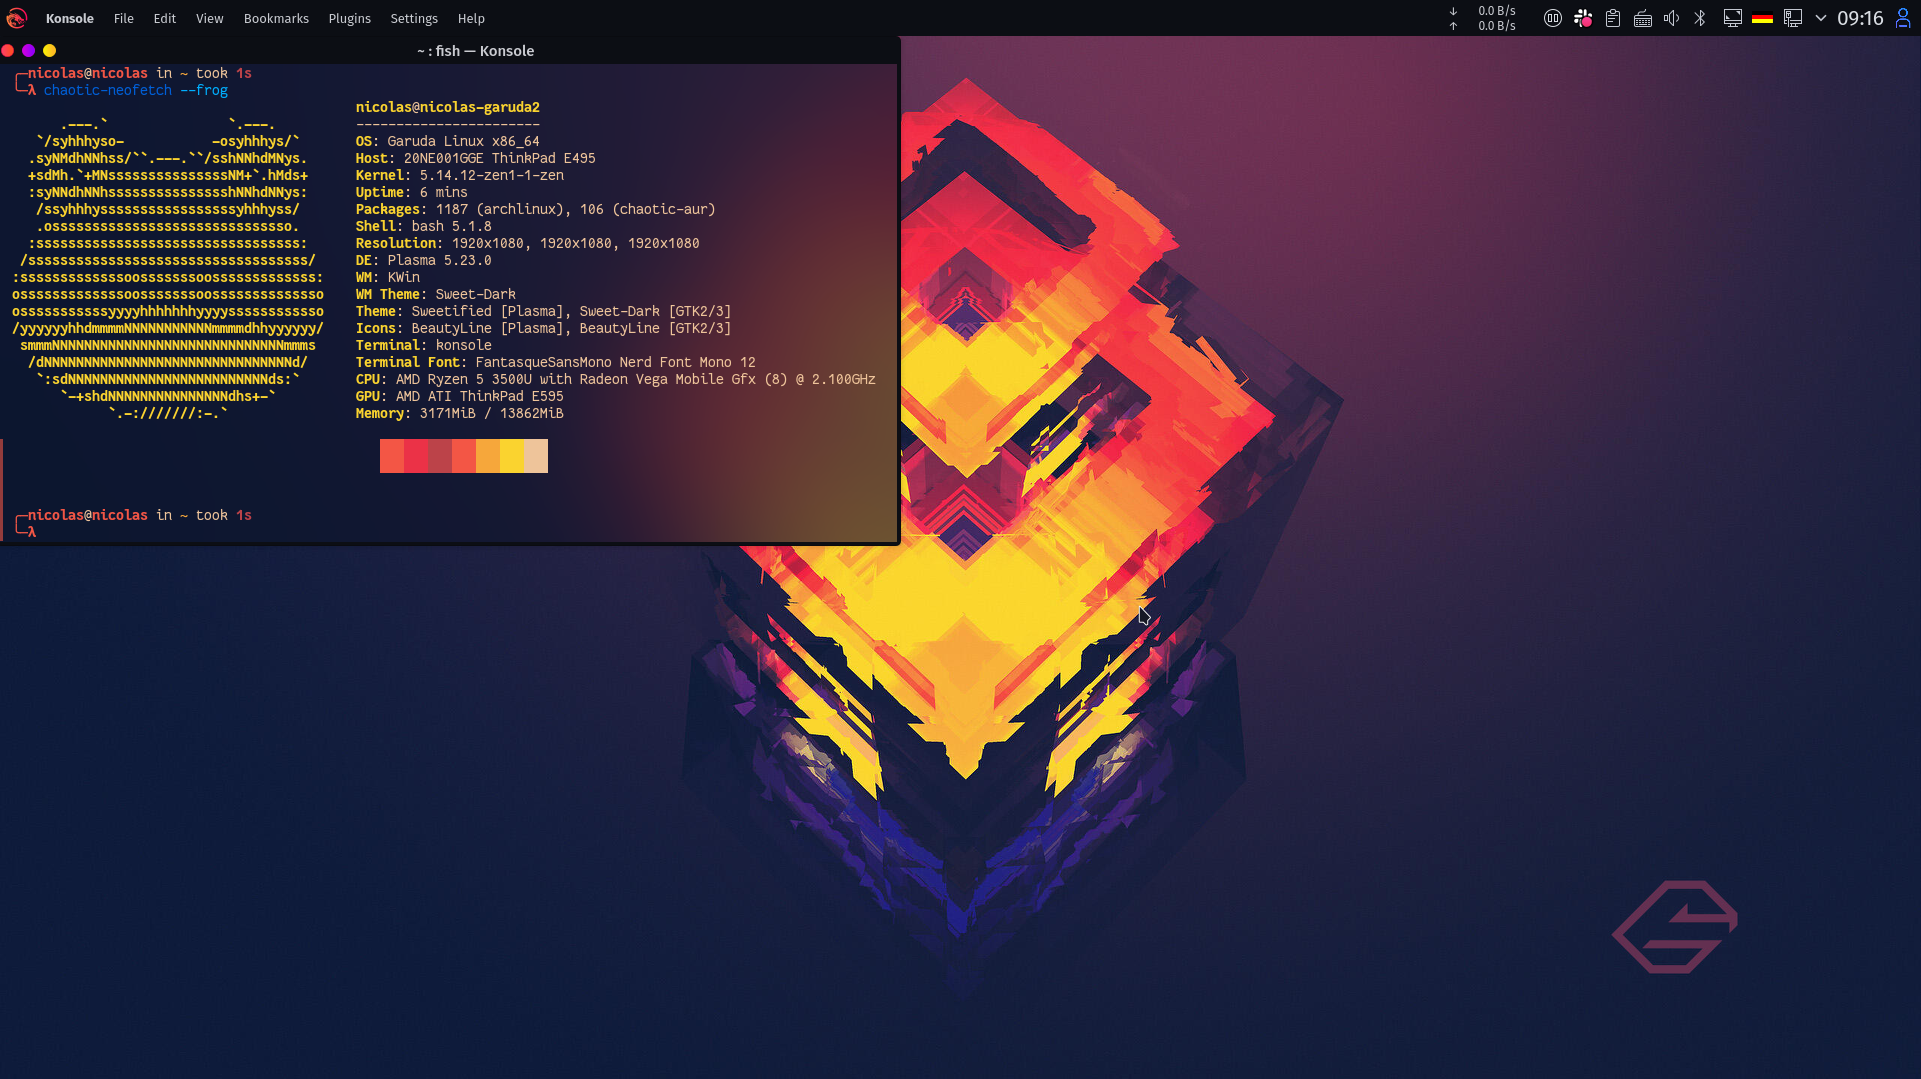 Konsole File Edit View Bookmarks Plugins Settings Help
0.0 B/s
0.0 B/s
09:16
~ : fish — Konsole
nicolas@nicolas in ~ took 1s
λ chaotic-neofetch --frog
nicolas@nicolas-garuda2
-----------------------
.---.` `.---.
`/syhhhyso- -osyhhhys/`
OS: Garuda Linux x86_64
.syNMdhNNhss/``.---.``/sshNNhdMNys.
Host: 20NE001GGE ThinkPad E495
+sdMh.`+MNsssssssssssssssNM+`.hMds+
Kernel: 5.14.12-zen1-1-zen
:syNNdhNNhssssssssssssssshNNhdNNys:
Uptime: 6 mins
/ssyhhhysssssssssssssssssyhhhyss/
Packages: 1187 (archlinux), 106 (chaotic-aur)
.ossssssssssssssssssssssssssssso.
Shell: bash 5.1.8
:sssssssssssssssssssssssssssssssss:
Resolution: 1920x1080, 1920x1080, 1920x1080
/sssssssssssssssssssssssssssssssssss/
DE: Plasma 5.23.0
:sssssssssssssoosssssssoosssssssssssss:
WM: KWin
osssssssssssssoosssssssoossssssssssssso
WM Theme: Sweet-Dark
osssssssssssyyyyhhhhhhhyyyyssssssssssso
Theme: Sweetified [Plasma], Sweet-Dark [GTK2/3]
/yyyyyyhhdmmmmNNNNNNNNNNNmmmmdhhyyyyyy/
Icons: BeautyLine [Plasma], BeautyLine [GTK2/3]
smmmNNNNNNNNNNNNNNNNNNNNNNNNNNNNNmmms
Terminal: konsole
/dNNNNNNNNNNNNNNNNNNNNNNNNNNNNNNNd/
Terminal Font: FantasqueSansMono Nerd Font Mono 12
`:sdNNNNNNNNNNNNNNNNNNNNNNNNNds:`
CPU: AMD Ryzen 5 3500U with Radeon Vega Mobile Gfx (8) @ 2.100GHz
`-+shdNNNNNNNNNNNNNNNdhs+-`
GPU: AMD ATI ThinkPad E595
`.-:///////:-.`
Memory: 3171MiB / 13862MiB
nicolas@nicolas in ~ took 1s
λ